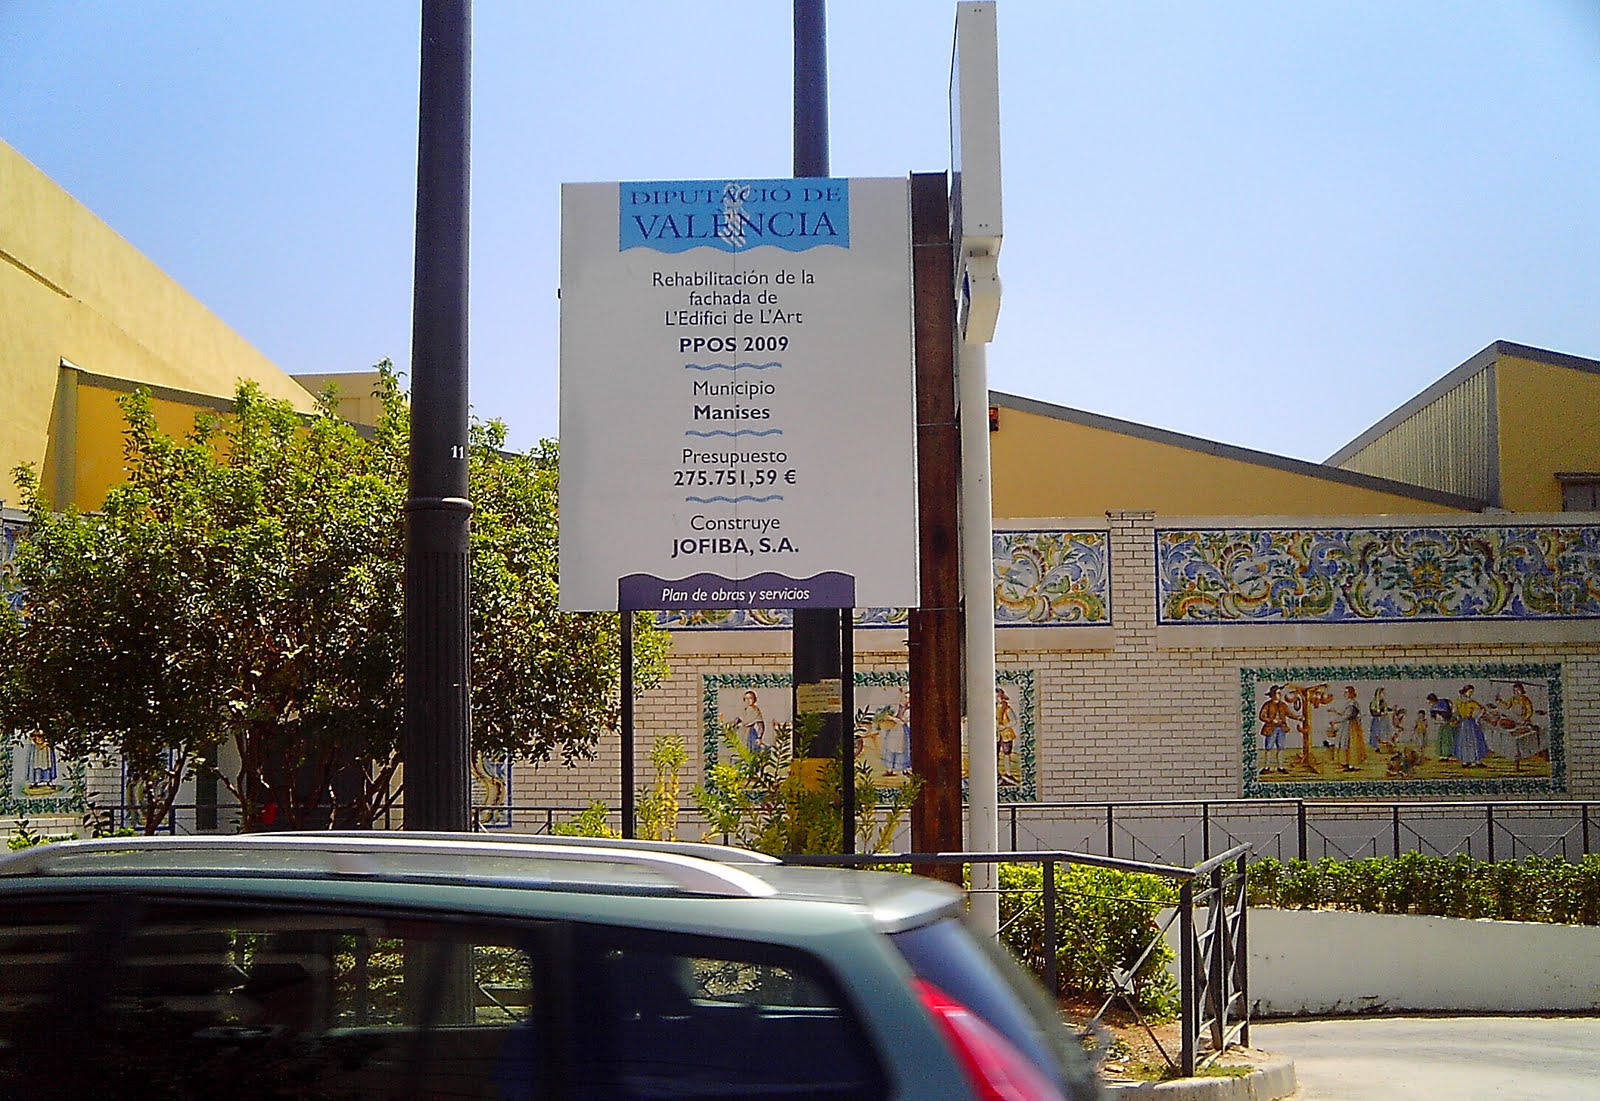 DIPUTACIÓ DE
VALÈNCIA
Rehabilitación de la
fachada de
L'Edifici de L'Art
PPOS 2009
Municipio
Manises
Presupuesto
275.751,59 €
Construye
JOFIBA, S.A.
Plan de obras y servicios
11